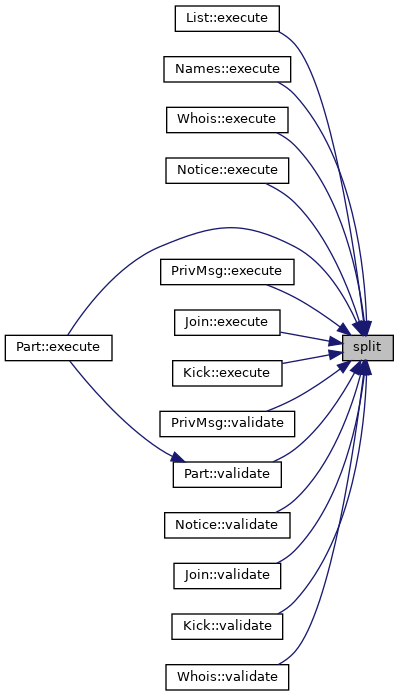 List::execute
Names::execute
Whois::execute
Notice::execute
PrivMsg::execute
Join::execute
Part::execute
split
Kick::execute
PrivMsg::validate
Part::validate
Notice::validate
Join::validate
Kick::validate
Whois::validate